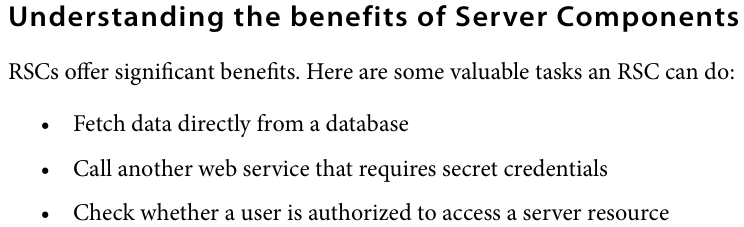 Understanding the benefits of Server Components
RSCs offer significant benefits. Here are some valuable tasks an RSC can do:
• Fetch data directly from a database
• Call another web service that requires secret credentials
• Check whether a user is authorized to access a server resource